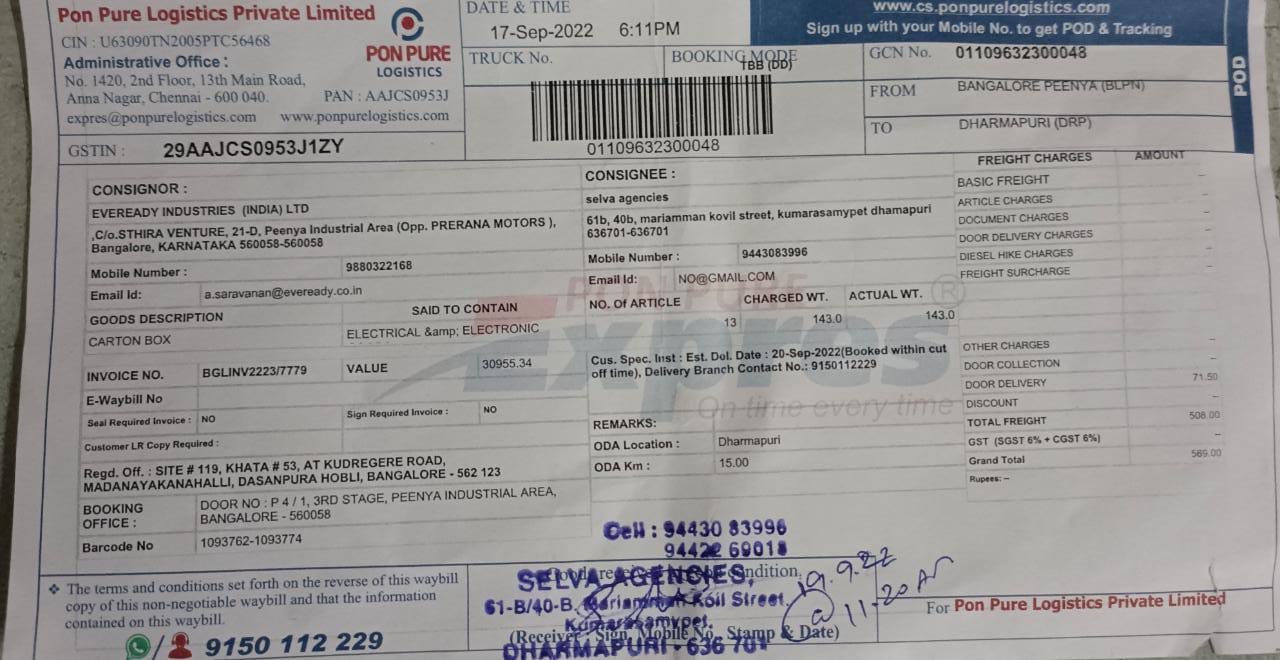 Pon Pure Logistics Private Limited
CIN : U63090TN2005PTC56468
Administrative Office :
No. 1420, 2nd Floor, 13th Main Road,
Anna Nagar, Chennai - 600 040. PAN : AAJCS0953J
expres@ponpurelogistics.com www.ponpurelogistics.com
GSTIN : 29AAJCS0953J1ZY
PON PURE
LOGISTICS
DATE & TIME
17-Sep-2022 6:11PM
TRUCK No. BOOKING MODE
TBB (DD)
01109632300048
www.cs.ponpurelogistics.com
Sign up with your Mobile No. to get POD & Tracking
GCN No. 01109632300048
FROM BANGALORE PEENYA (BLPN)
TO DHARMAPURI (DRP)
POD
CONSIGNOR :
EVEREADY INDUSTRIES (INDIA) LTD
,C/o.STHIRA VENTURE, 21-D, Peenya Industrial Area (Opp. PRERANA MOTORS ),
Bangalore, KARNATAKA 560058-560058
Mobile Number : 9880322168
Email Id: a.saravanan@eveready.co.in
GOODS DESCRIPTION SAID TO CONTAIN
CARTON BOX ELECTRICAL &amp; ELECTRONIC
INVOICE NO. BGLINV2223/7779 VALUE 30955.34
E-Waybill No
Seal Required Invoice : NO Sign Required Invoice : NO
Customer LR Copy Required :
Regd. Off. : SITE # 119, KHATA # 53, AT KUDREGERE ROAD,
MADANAYAKANAHALLI, DASANPURA HOBLI, BANGALORE - 562 123
BOOKING OFFICE : DOOR NO : P 4 / 1, 3RD STAGE, PEENYA INDUSTRIAL AREA,
BANGALORE - 560058
Barcode No 1093762-1093774
CONSIGNEE :
selva agencies
61b, 40b, mariamman kovil street, kumarasamypet dhamapuri
636701-636701
Mobile Number : 9443083996
Email Id: NO@GMAIL.COM
NO. Of ARTICLE CHARGED WT. ACTUAL WT.
13 143.0 143.0
Cus. Spec. Inst : Est. Del. Date : 20-Sep-2022(Booked within cut
off time), Delivery Branch Contact No.: 9150112229
REMARKS:
ODA Location : Dharmapuri
ODA Km : 15.00
PON PURE
Expres ®
On time every time
FREIGHT CHARGES AMOUNT
BASIC FREIGHT –
ARTICLE CHARGES –
DOCUMENT CHARGES –
DOOR DELIVERY CHARGES –
DIESEL HIKE CHARGES –
FREIGHT SURCHARGE –
OTHER CHARGES –
DOOR COLLECTION –
DOOR DELIVERY 71.50
DISCOUNT –
TOTAL FREIGHT 508.00
GST (SGST 6% + CGST 6%) –
Grand Total 569.00
Rupees: –
❖ The terms and conditions set forth on the reverse of this waybill
copy of this non-negotiable waybill and that the information
contained on this waybill.
/ 9150 112 229
Cell : 94430 83996
94422 69018
SELVA AGENCIES,
condition
61-B/40-B, Mariamman Koil Street,
Kumarasamypet,
(Receiver : Sign, Mobile No, Stamp & Date)
DHARMAPURI - 636 701
19.9.22
@ 11-20 AM
For Pon Pure Logistics Private Limited